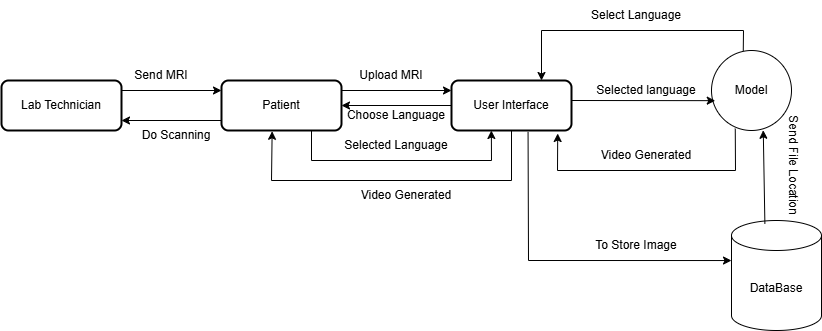 Select Language
Send MRI
Upload MRI
Selected language
Model
Lab Technician
Patient
User Interface
Choose Language
Do Scanning
Selected Language
Video Generated
Send File Location
Video Generated
To Store Image
DataBase